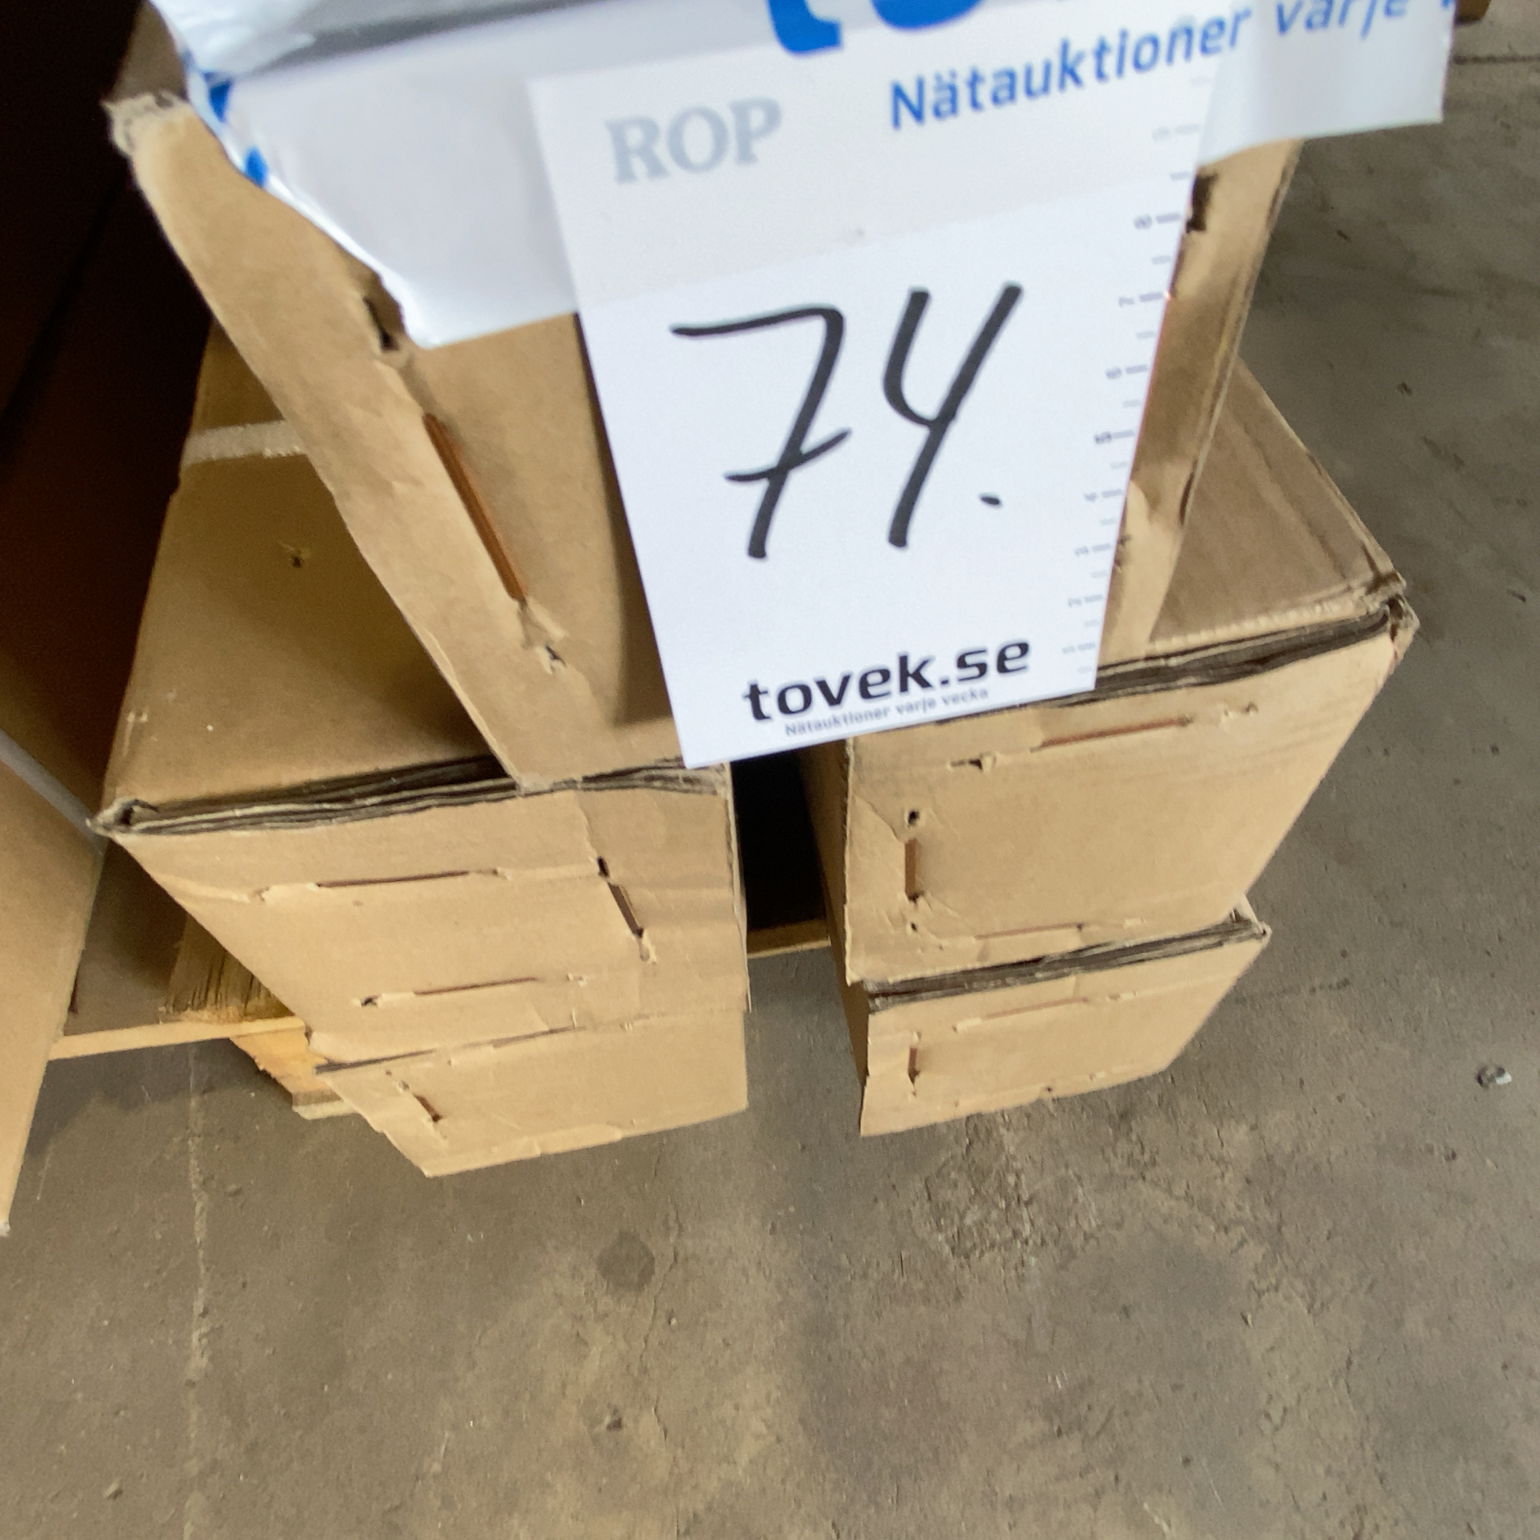 Nätauktioner varje
ROP
74.
tovek.se
Nätauktioner varje vecka